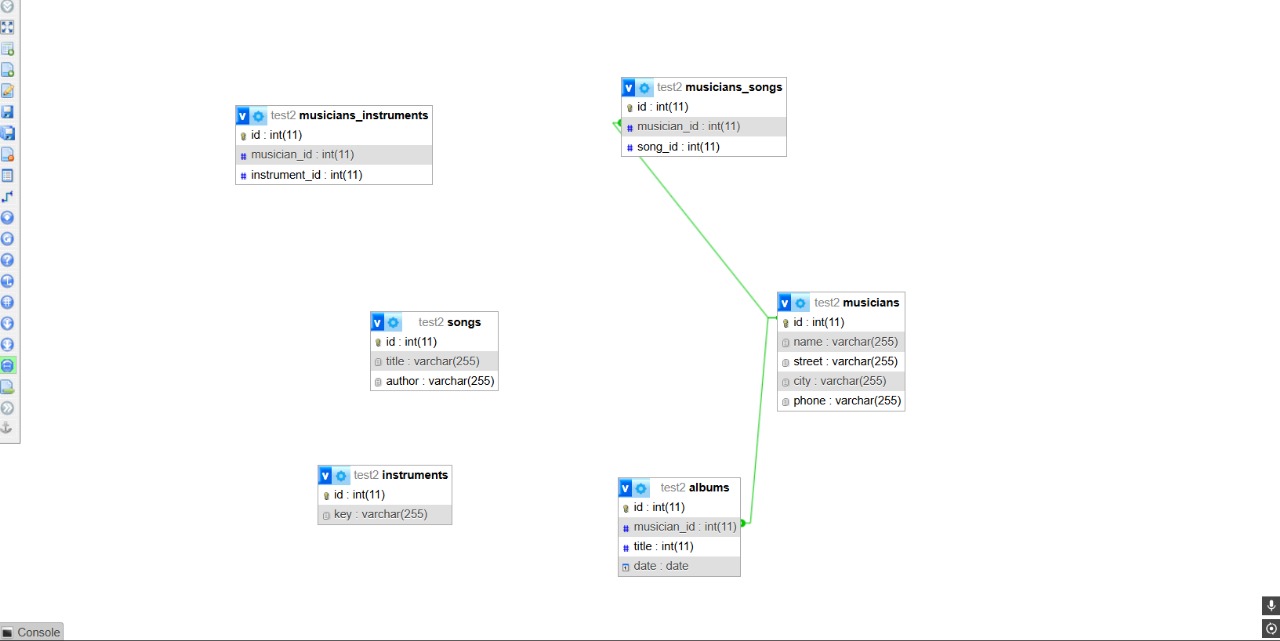 test2 musicians_songs
id : int(11)
musician_id : int(11)
song_id : int(11)
test2 musicians_instruments
id : int(11)
musician_id : int(11)
instrument_id : int(11)
test2 musicians
id : int(11)
name : varchar(255)
street : varchar(255)
city : varchar(255)
phone : varchar(255)
test2 songs
id : int(11)
title : varchar(255)
author : varchar(255)
test2 instruments
id : int(11)
key : varchar(255)
test2 albums
id : int(11)
musician_id : int(11)
title : int(11)
date : date
Console